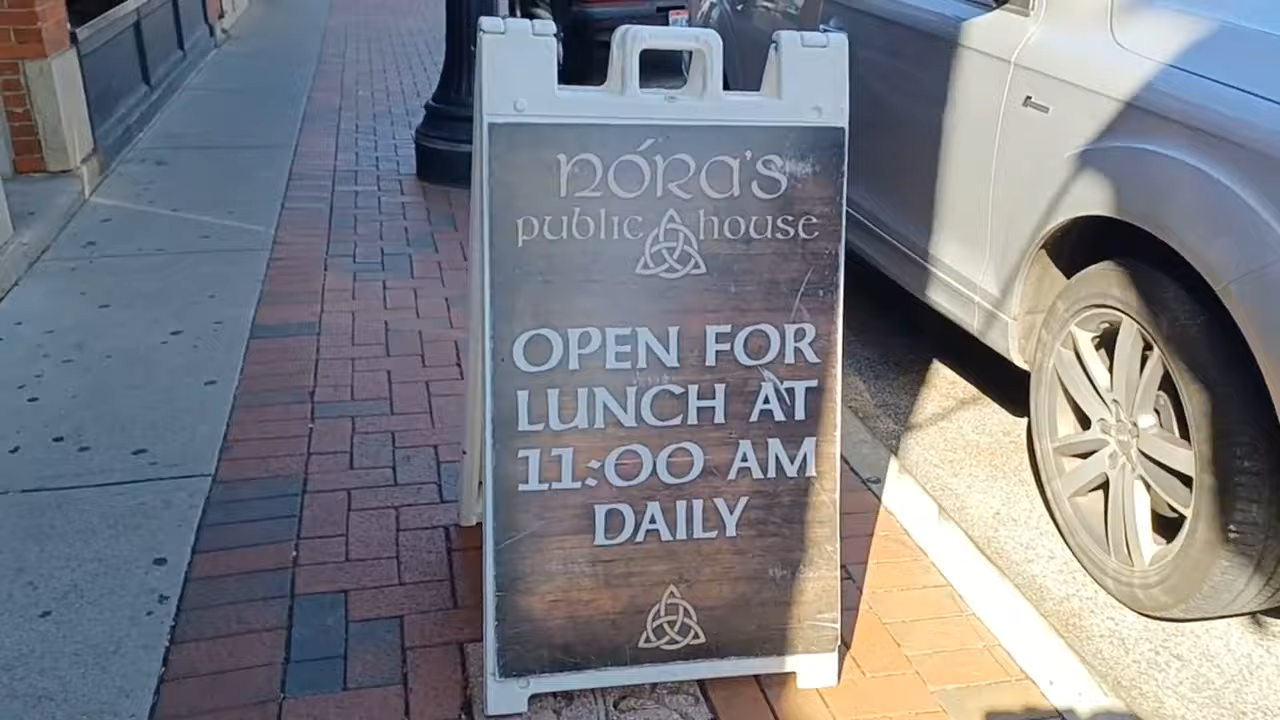 NÓRa's
public house
OPEN FOR
LUNCH AT
11:00 AM
DAILY